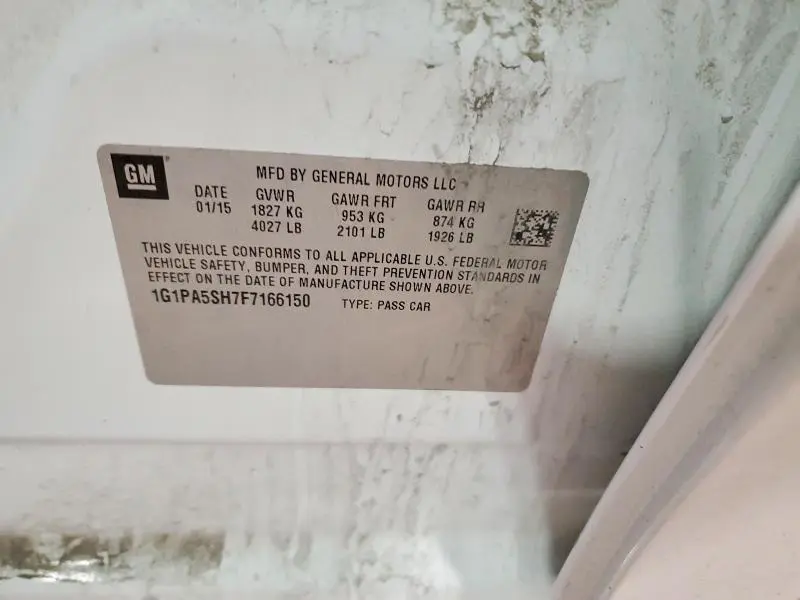 GM
MFD BY GENERAL MOTORS LLC
DATE GVWR GAWR FRT GAWR RR
01/15 1827 KG 953 KG 874 KG
4027 LB 2101 LB 1926 LB
THIS VEHICLE CONFORMS TO ALL APPLICABLE U.S. FEDERAL MOTOR
VEHICLE SAFETY, BUMPER, AND THEFT PREVENTION STANDARDS IN
EFFECT ON THE DATE OF MANUFACTURE SHOWN ABOVE.
1G1PA5SH7F7166150 TYPE: PASS CAR